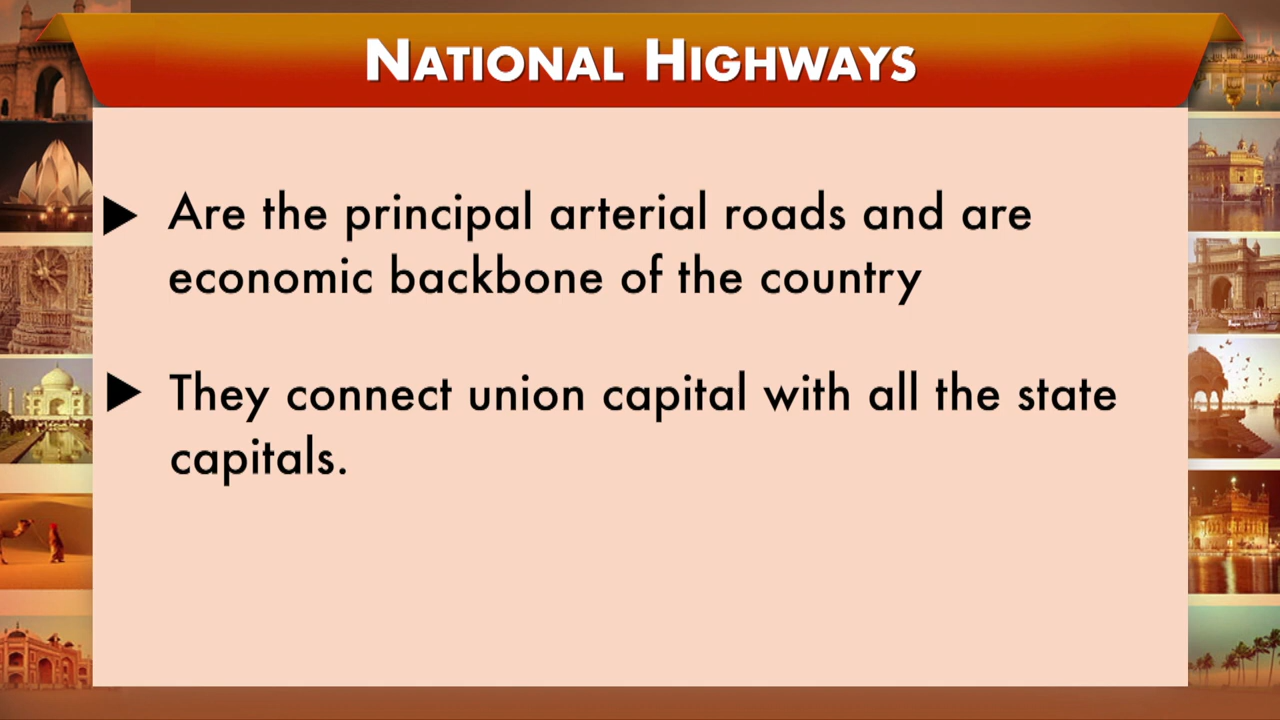 NATIONAL HIGHWAYS
Are the principal arterial roads and are
economic backbone of the country
They connect union capital with all the state
capitals.